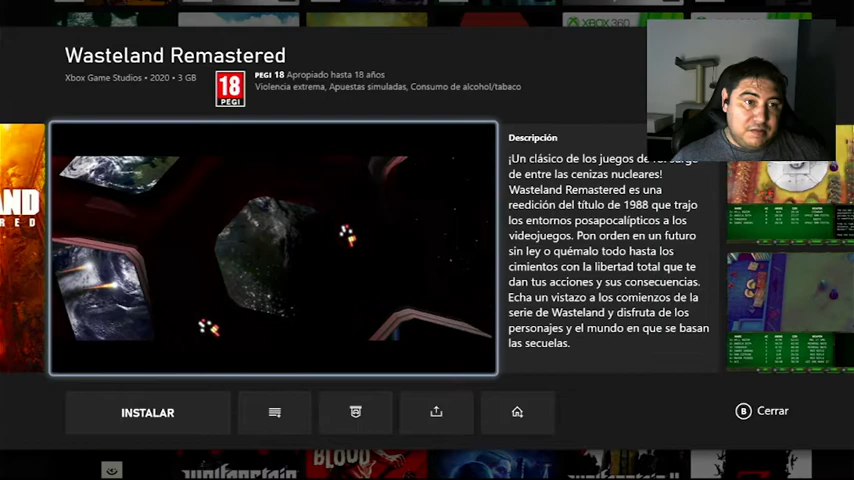 XBOX 360
Wasteland Remastered
Xbox Game Studios • 2020 • 3 GB
18
PEGI
PEGI 18 Apropiado hasta 18 años
Violencia extrema, Apuestas simuladas, Consumo de alcohol/tabaco
Descripción
¡Un clásico de los juegos de
de entre las cenizas nucleares!
Wasteland Remastered es una
reedición del título de 1988 que trajo
los entornos posapocalípticos a los
videojuegos. Pon orden en un futuro
sin ley o quémalo todo hasta los
cimientos con la libertad total que te
dan tus acciones y sus consecuencias.
Echa un vistazo a los comienzos de la
serie de Wasteland y disfruta de los
personajes y el mundo en que se basan
las secuelas.
INSTALAR
B Cerrar
BLOOD